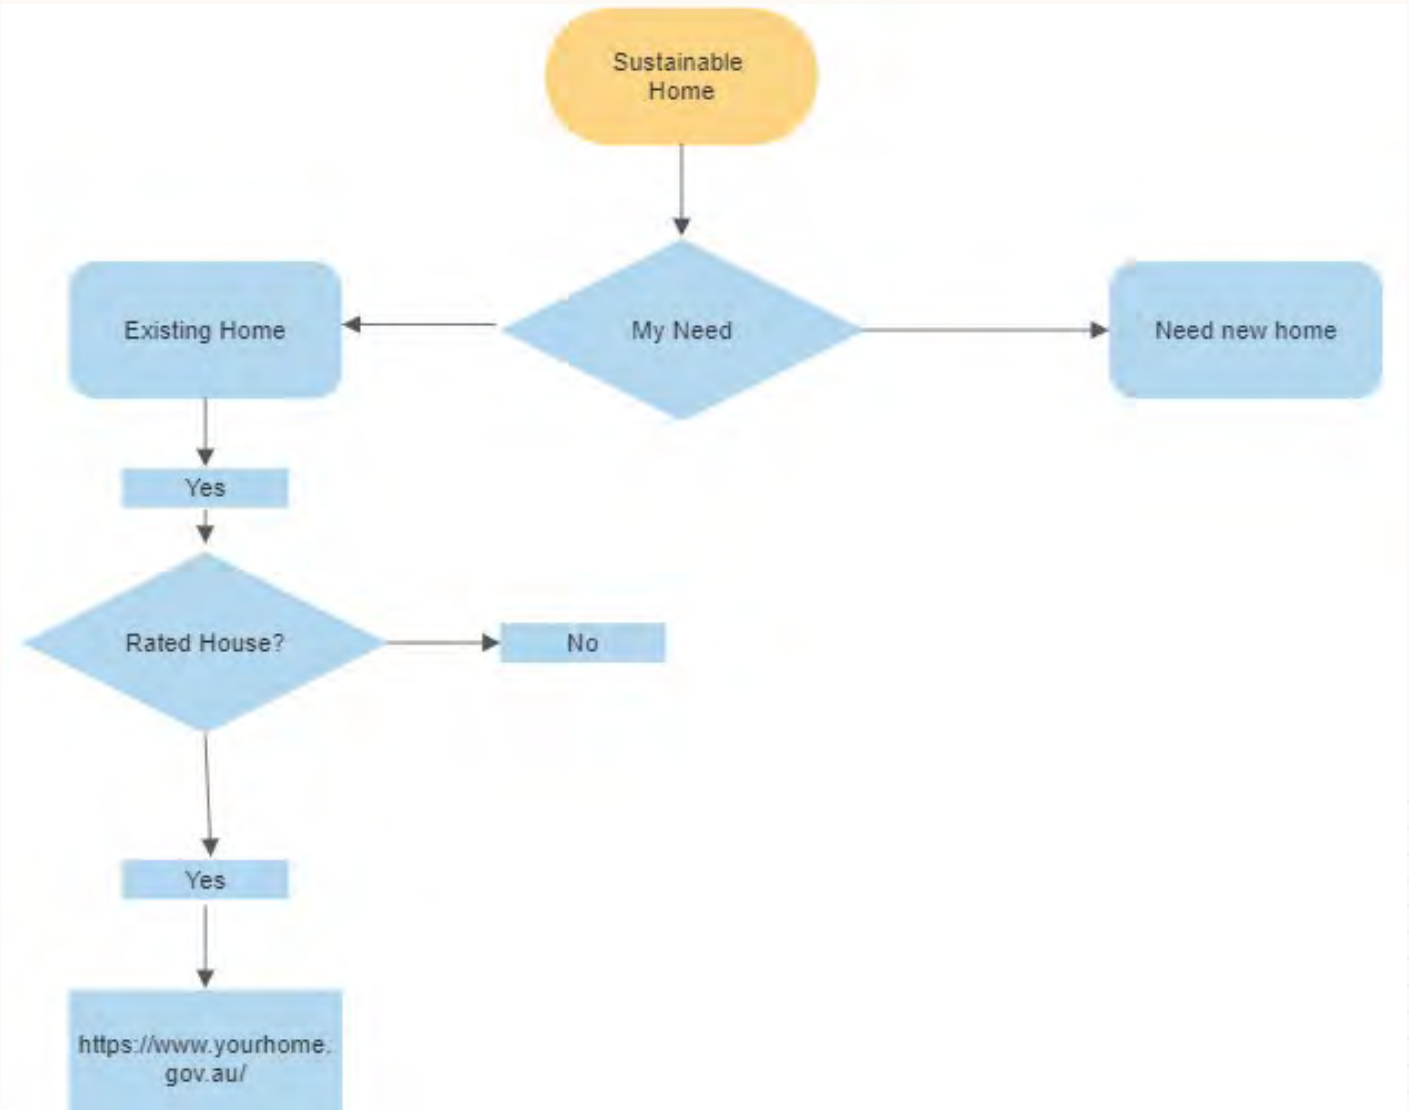 Sustainable
Home
Existing Home
My Need
Need new home
Yes
Rated House?
No
Yes
https://www.yourhome.
gov.au/